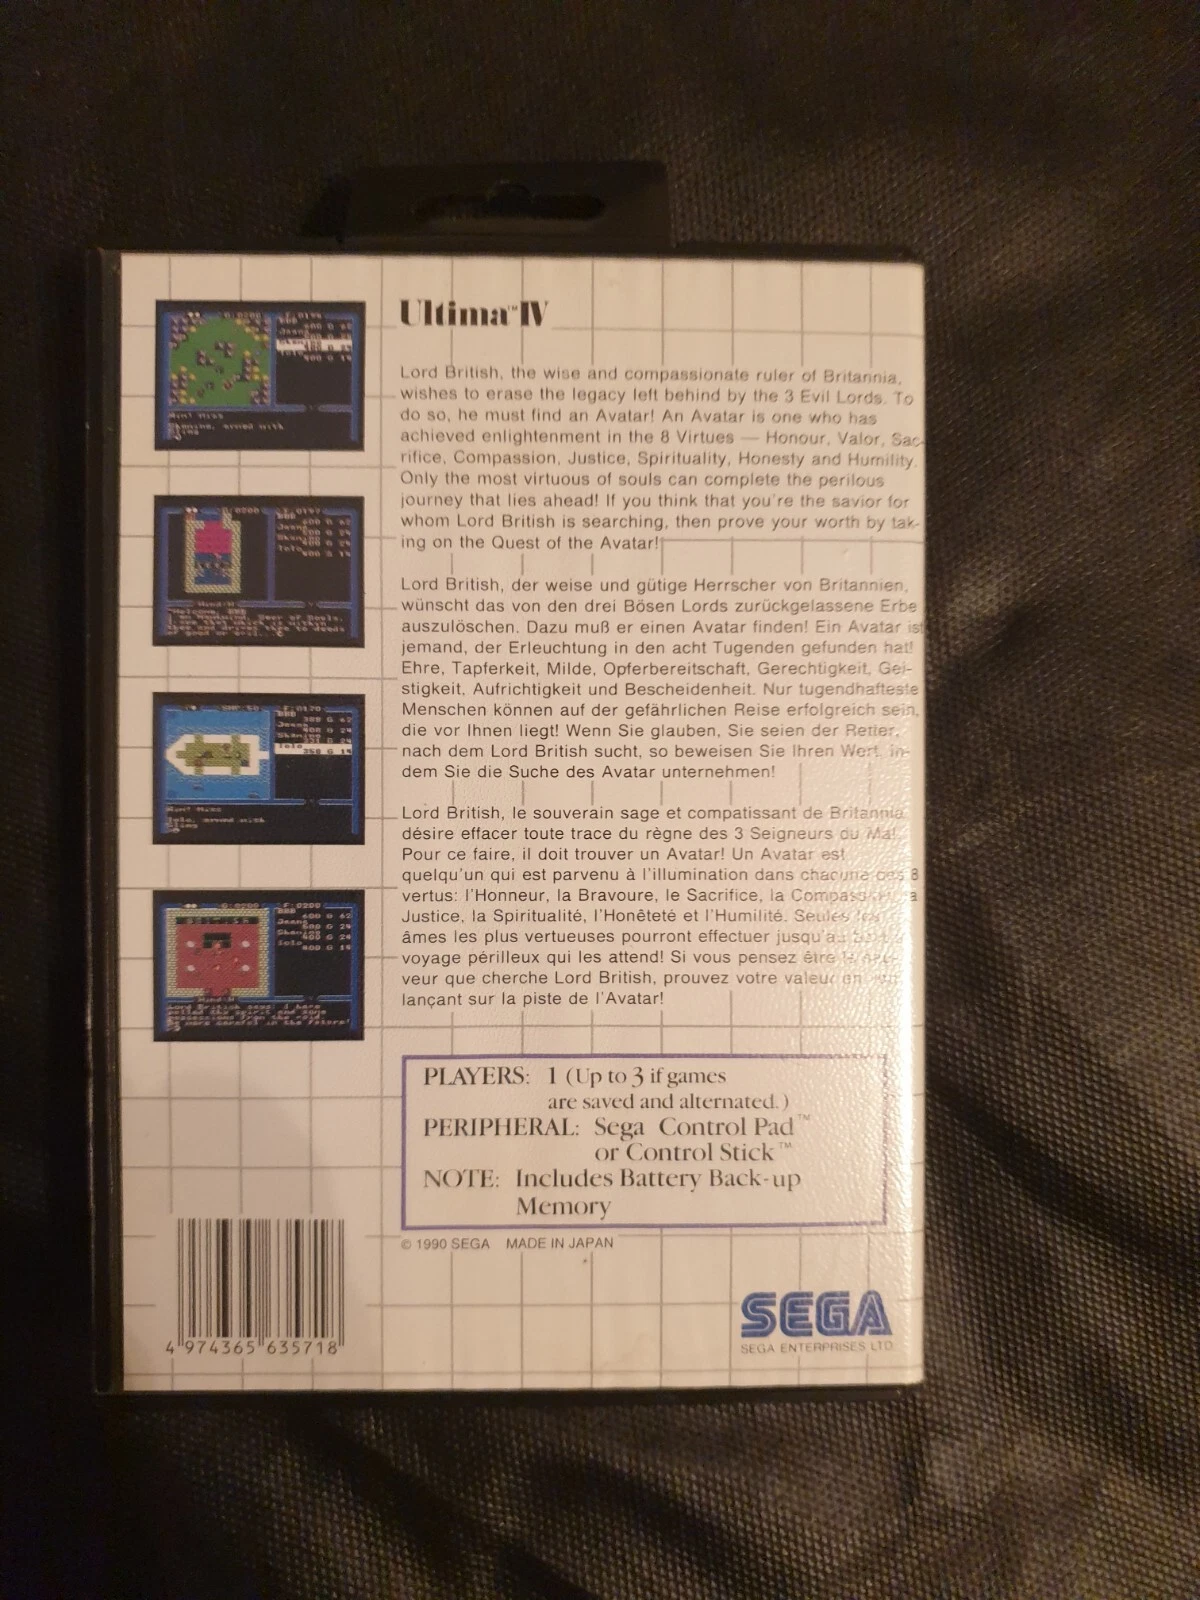 Ultima™IV
Lord British, the wise and compassionate ruler of Britannia,
wishes to erase the legacy left behind by the 3 Evil Lords. To
do so, he must find an Avatar! An Avatar is one who has
achieved enlightenment in the 8 Virtues — Honour, Valor, Sac-
rifice, Compassion, Justice, Spirituality, Honesty and Humility.
Only the most virtuous of souls can complete the perilous
journey that lies ahead! If you think that you're the savior for
whom Lord British is searching, then prove your worth by tak-
ing on the Quest of the Avatar!
Lord British, der weise und gütige Herrscher von Britannien,
wünscht das von den drei Bösen Lords zurückgelassene Erbe
auszulöschen. Dazu muß er einen Avatar finden! Ein Avatar ist
jemand, der Erleuchtung in den acht Tugenden gefunden hat!
Ehre, Tapferkeit, Milde, Opferbereitschaft, Gerechtigkeit, Gei-
stigkeit, Aufrichtigkeit und Bescheidenheit. Nur tugendhafteste
Menschen können auf der gefährlichen Reise erfolgreich sein,
die vor Ihnen liegt! Wenn Sie glauben, Sie seien der Retter,
nach dem Lord British sucht, so beweisen Sie Ihren Wert, in-
dem Sie die Suche des Avatar unternehmen!
Lord British, le souverain sage et compatissant de Britannia
désire effacer toute trace du règne des 3 Seigneurs du Mal.
Pour ce faire, il doit trouver un Avatar! Un Avatar est
quelqu'un qui est parvenu à l'illumination dans chacune des 8
vertus: l'Honneur, la Bravoure, le Sacrifice, la Compassion, la
Justice, la Spiritualité, l'Honêteté et l'Humilité. Seules les
âmes les plus vertueuses pourront effectuer jusqu'au
voyage périlleux qui les attend! Si vous pensez être
veur que cherche Lord British, prouvez votre valeur en
lançant sur la piste de l'Avatar!
PLAYERS: 1 (Up to 3 if games
are saved and alternated.)
PERIPHERAL: Sega Control Pad™
or Control Stick™
NOTE: Includes Battery Back-up
Memory
© 1990 SEGA MADE IN JAPAN
SEGA
SEGA ENTERPRISES LTD.
4 974365 635718